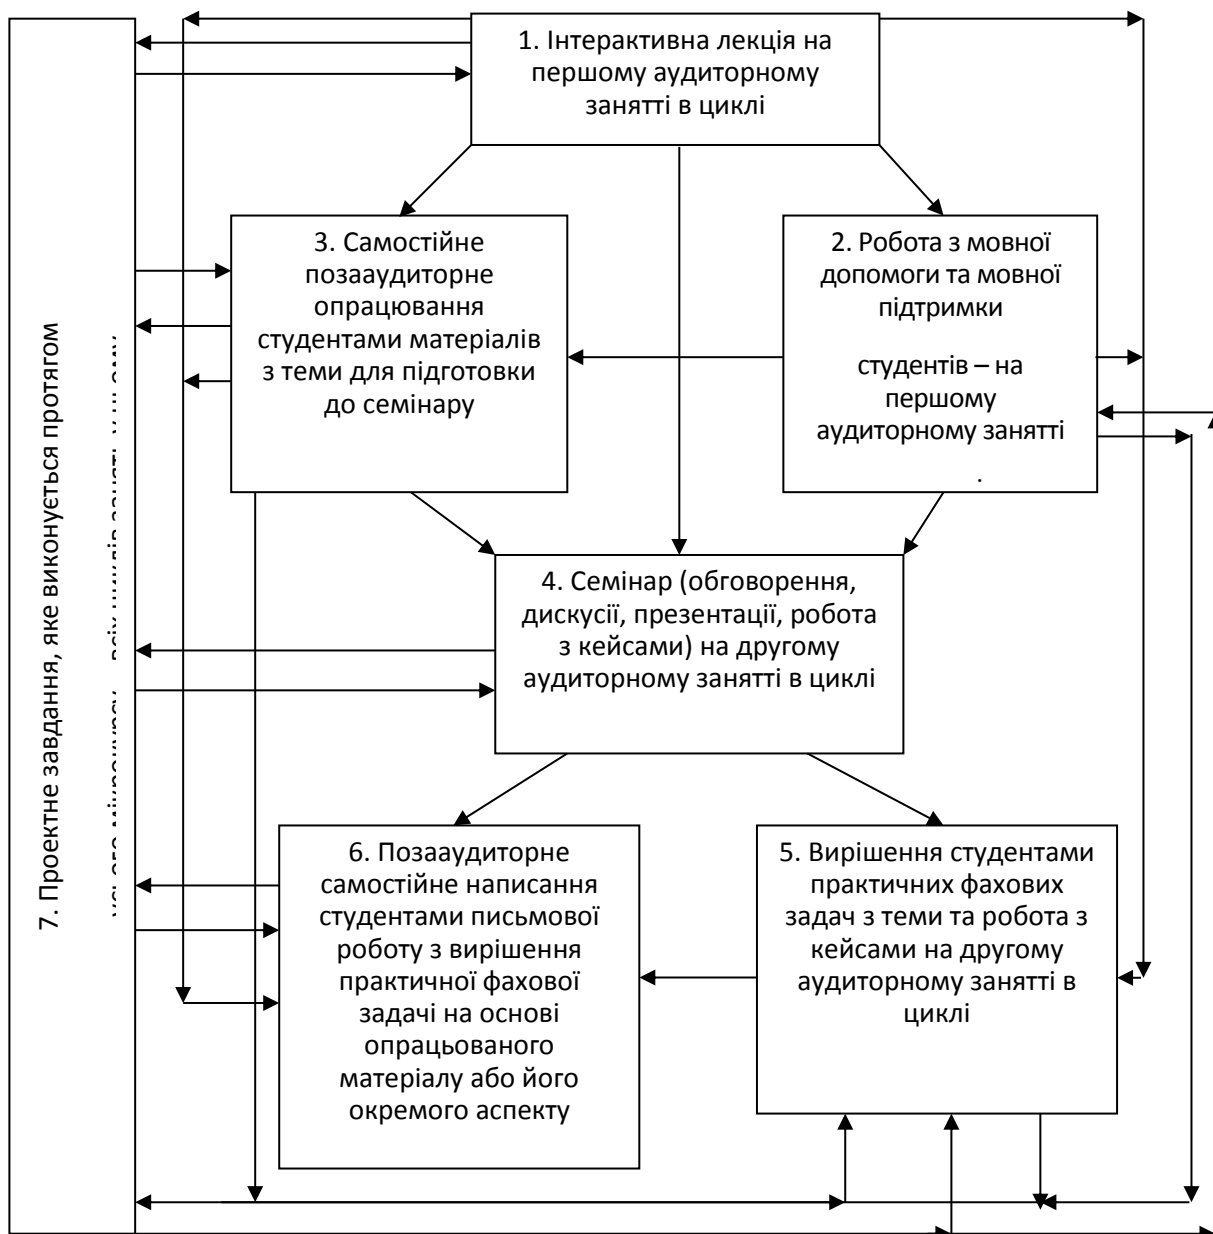 1. Інтерактивна лекція на
першому аудиторному
занятті в циклі
3. Самостійне
позааудиторне
опрацювання
студентами матеріалів
з теми для підготовки
до семінару
2. Робота з мовної
допомоги та мовної
підтримки
студентів – на
першому
аудиторному занятті
.
4. Семінар (обговорення,
дискусії, презентації, робота
з кейсами) на другому
аудиторному занятті в циклі
6. Позааудиторне
самостійне написання
студентами письмової
роботу з вирішення
практичної фахової
задачі на основі
опрацьованого
матеріалу або його
окремого аспекту
5. Вирішення студентами
практичних фахових
задач з теми та робота з
кейсами на другому
аудиторному занятті в
циклі
7. Проектне завдання, яке виконується протягом